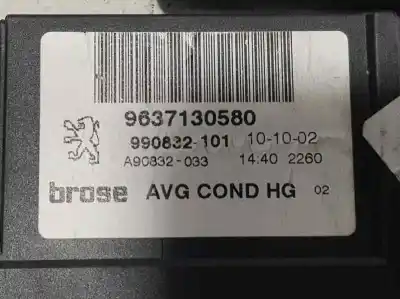 9637130580
990832-101 10-10-02
A90832-033 14:40 2260
brose AVG COND HG 02